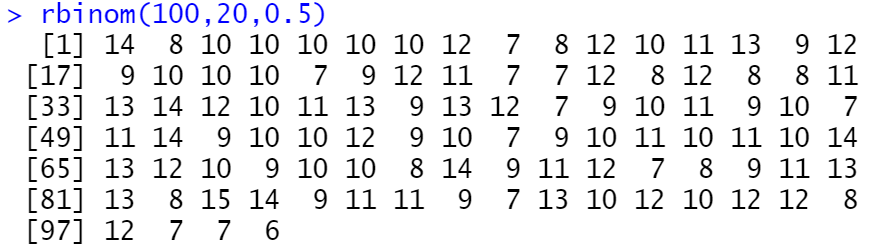 > rbinom(100,20,0.5)
[1] 14 8 10 10 10 10 10 12 7 8 12 10 11 13 9 12
[17] 9 10 10 10 7 9 12 11 7 7 12 8 12 8 8 11
[33] 13 14 12 10 11 13 9 13 12 7 9 10 11 9 10 7
[49] 11 14 9 10 10 12 9 10 7 9 10 11 10 11 10 14
[65] 13 12 10 9 10 10 8 14 9 11 12 7 8 9 11 13
[81] 13 8 15 14 9 11 11 9 7 13 10 12 10 12 12 8
[97] 12 7 7 6